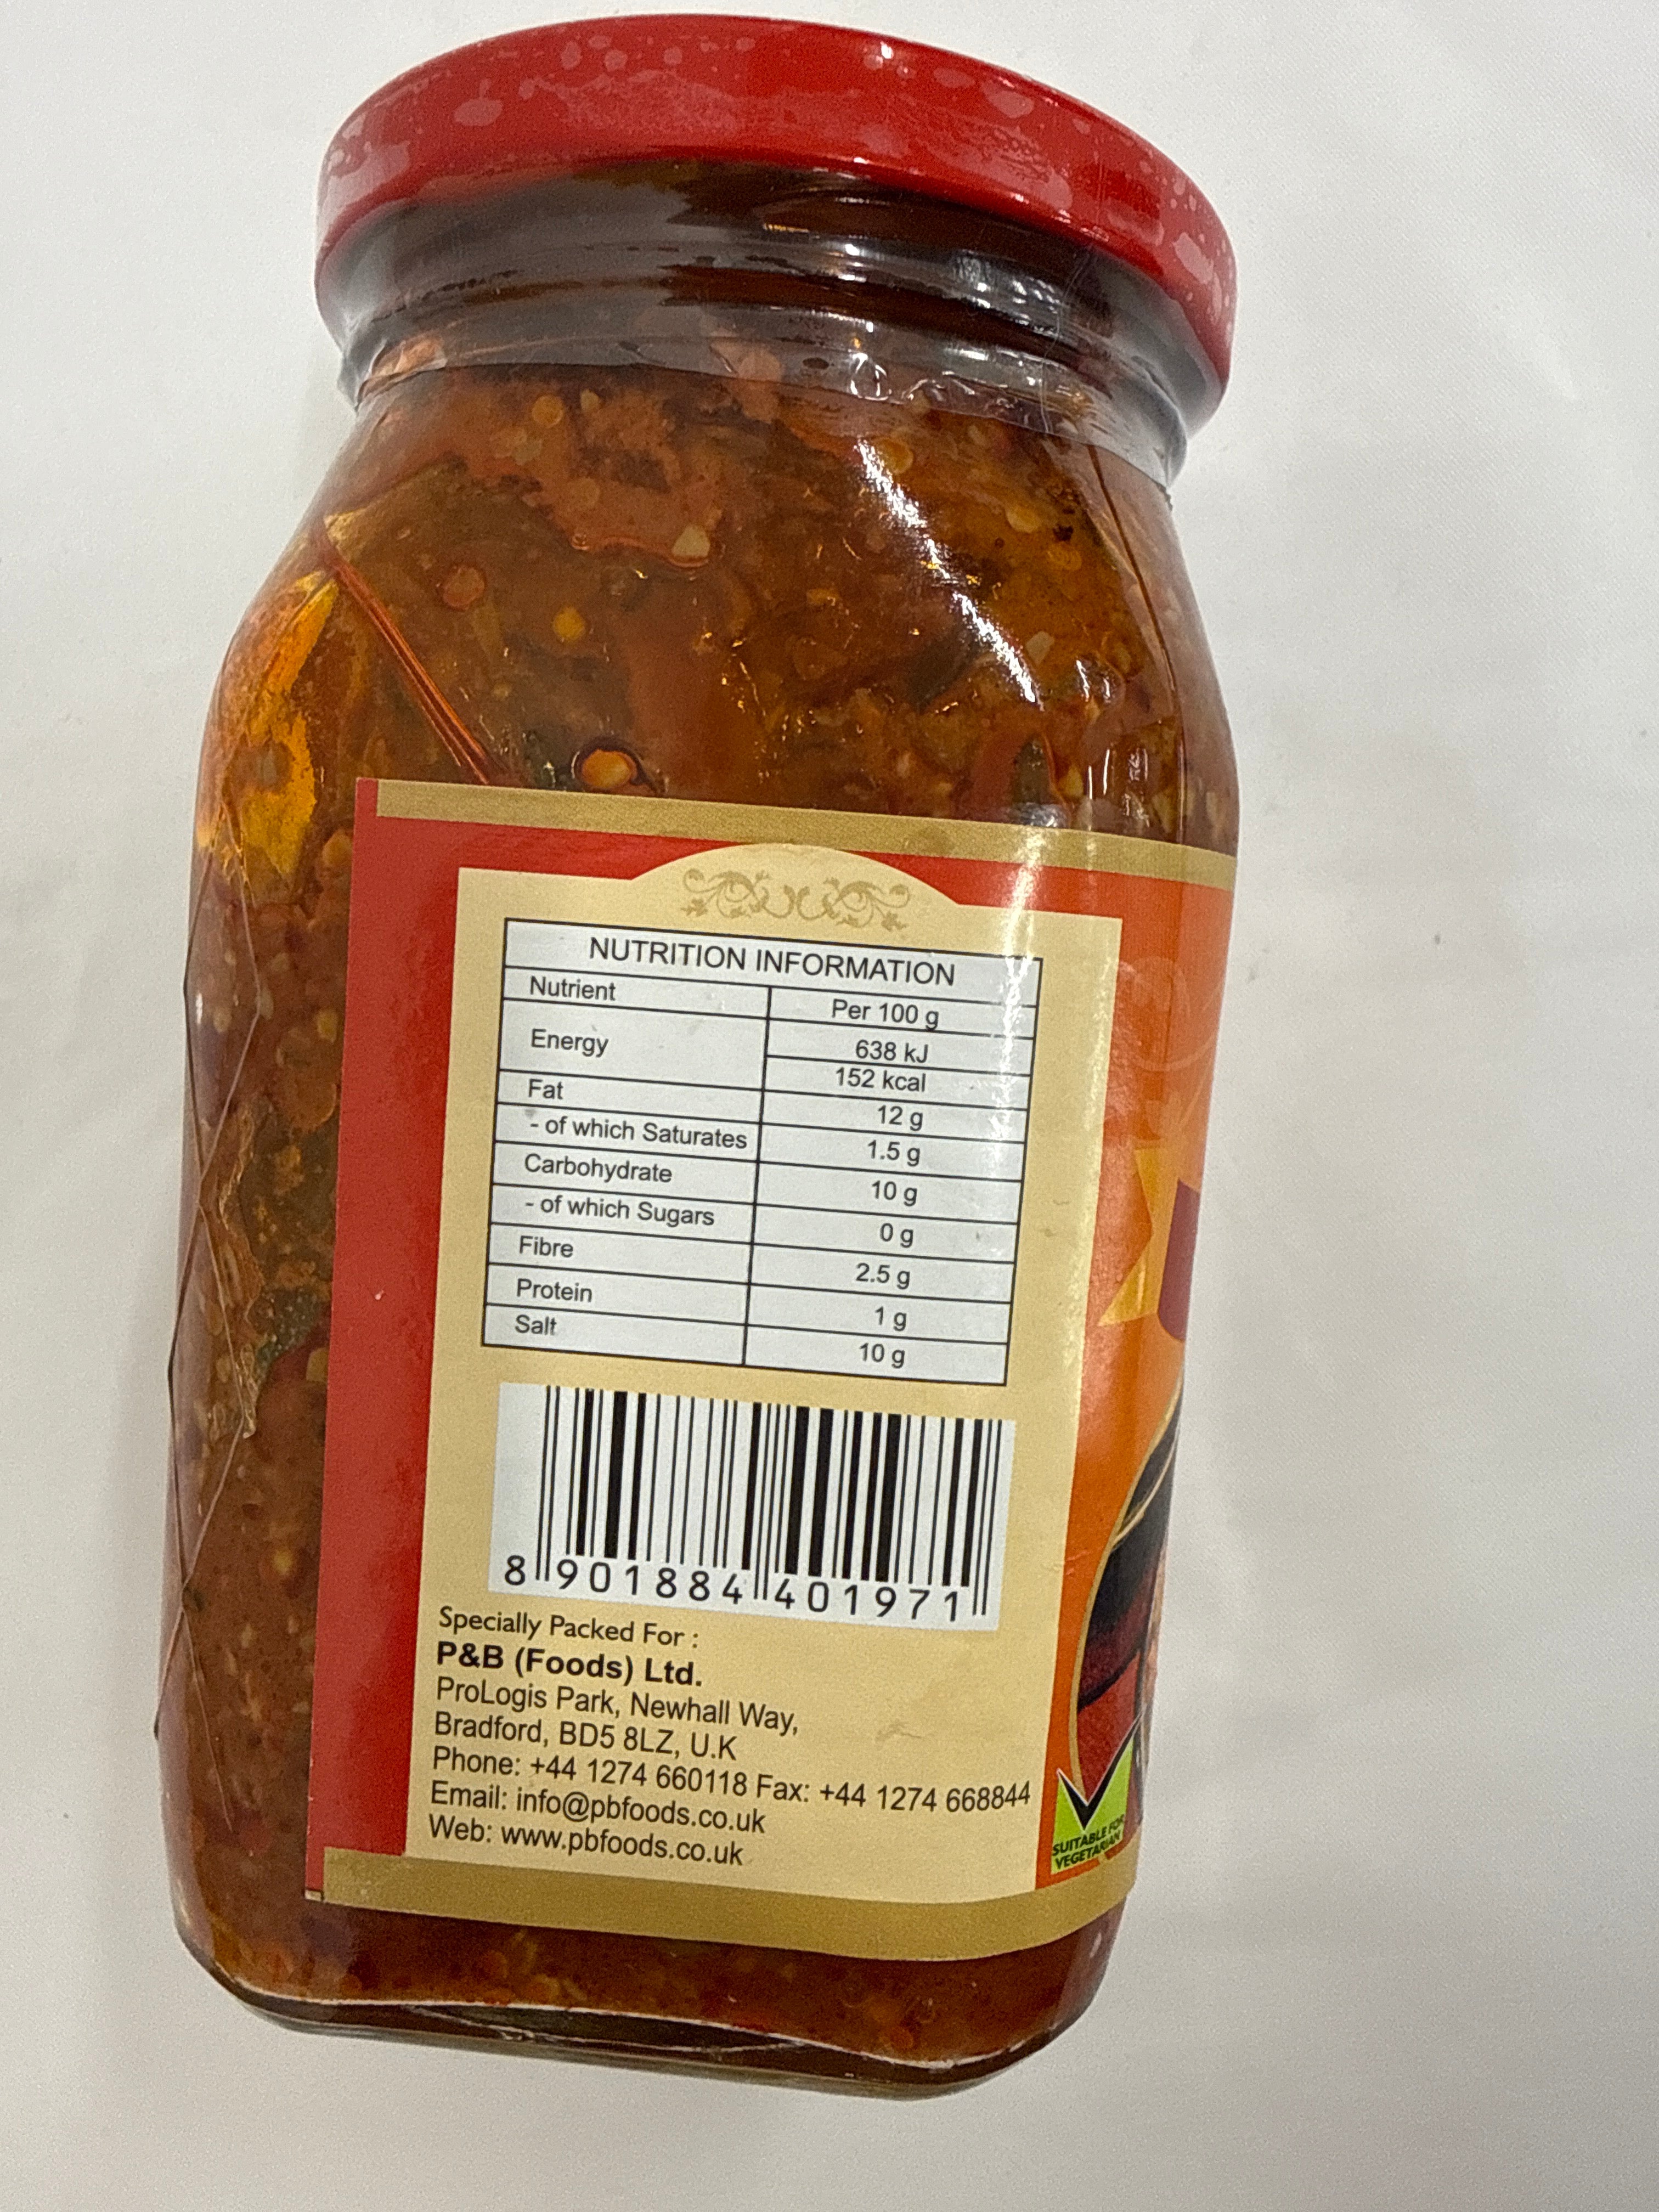 NUTRITION INFORMATION
Nutrient Per 100 g
Energy 638 kJ
152 kcal
Fat 12 g
- of which Saturates 1.5 g
Carbohydrate 10 g
- of which Sugars 0 g
Fibre 2.5 g
Protein 1 g
Salt 10 g
8 901884 401971
Specially Packed For :
P&B (Foods) Ltd.
ProLogis Park, Newhall Way,
Bradford, BD5 8LZ, U.K
Phone: +44 1274 660118 Fax: +44 1274 668844
Email: info@pbfoods.co.uk
Web: www.pbfoods.co.uk
SUITABLE FOR
VEGETARIAN